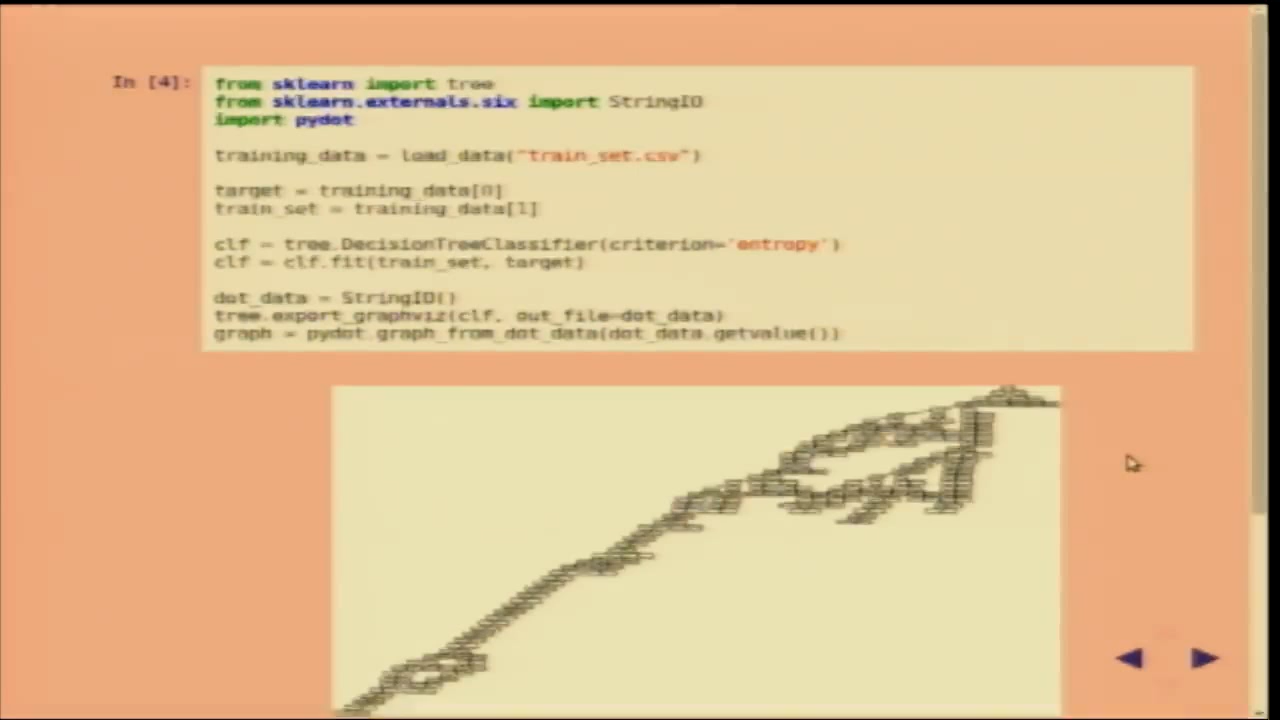 In [4]:
from sklearn import tree
from sklearn.externals.six import StringIO
import pydot
training_data = load_data("train_set.csv")
target = training_data[0]
train_set = training_data[1]
clf = tree.DecisionTreeClassifier(criterion='entropy')
clf = clf.fit(train_set, target)
dot_data = StringIO()
tree.export_graphviz(clf, out_file=dot_data)
graph = pydot.graph_from_dot_data(dot_data.getvalue())